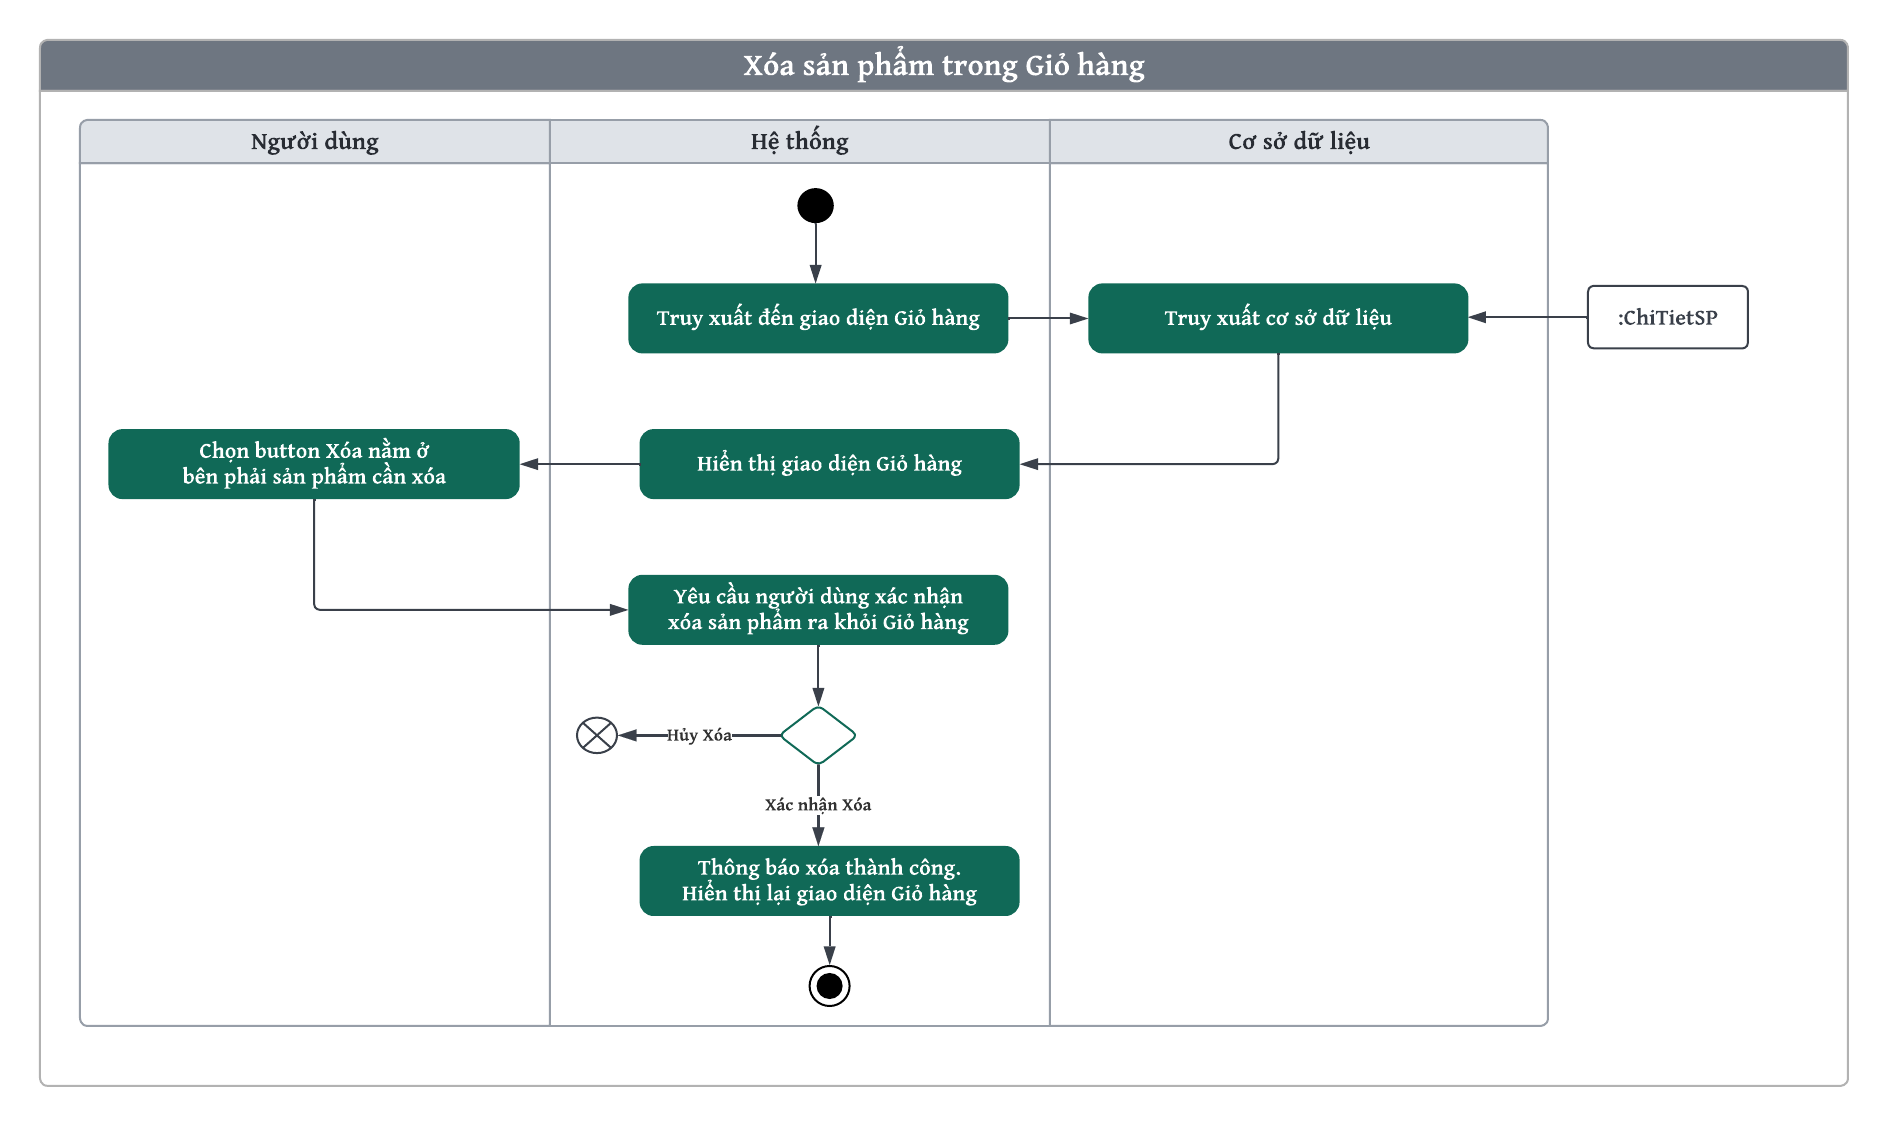 Xóa sản phẩm trong Giỏ hàng
Người dùng
Hệ thống
Cơ sở dữ liệu
Truy xuất đến giao diện Giỏ hàng
Truy xuất cơ sở dữ liệu
:ChiTietSP
Chọn button Xóa nằm ở
bên phải sản phẩm cần xóa
Hiển thị giao diện Giỏ hàng
Yêu cầu người dùng xác nhận
xóa sản phẩm ra khỏi Giỏ hàng
Hủy Xóa
Xác nhận Xóa
Thông báo xóa thành công.
Hiển thị lại giao diện Giỏ hàng